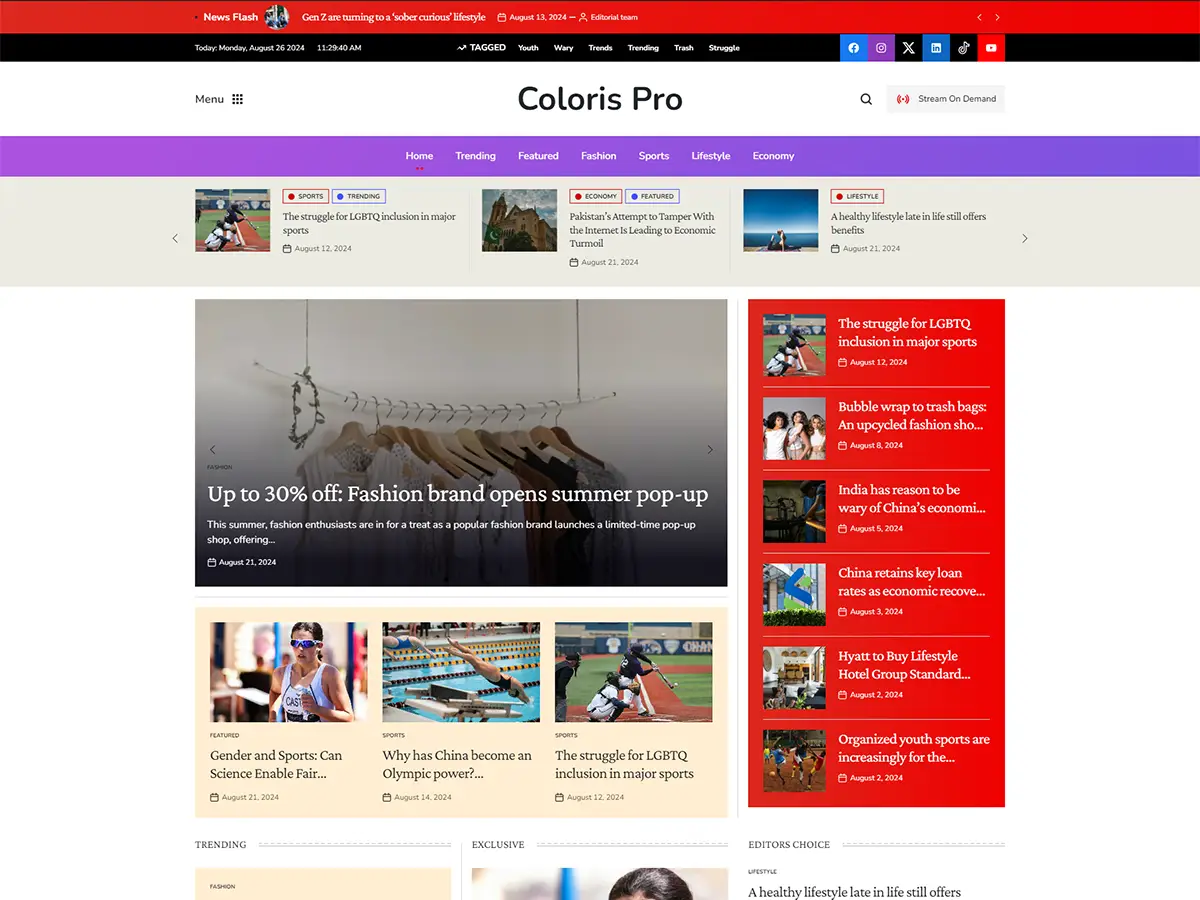 News Flash Gen Z are turning to a ‘sober curious’ lifestyle August 13, 2024 — Editorial team
Today: Monday, August 26 2024 11:29:40 AM TAGGED Youth Wary Trends Trending Trash Struggle
Menu Coloris Pro Stream On Demand
Home Trending Featured Fashion Sports Lifestyle Economy
SPORTS TRENDING
The struggle for LGBTQ inclusion in major
sports
August 12, 2024
ECONOMY FEATURED
Pakistan’s Attempt to Tamper With
the Internet Is Leading to Economic
Turmoil
August 21, 2024
LIFESTYLE
A healthy lifestyle late in life still offers
benefits
August 21, 2024
FASHION
Up to 30% off: Fashion brand opens summer pop-up
This summer, fashion enthusiasts are in for a treat as a popular fashion brand launches a limited-time pop-up
shop, offering...
August 21, 2024
The struggle for LGBTQ
inclusion in major sports
August 12, 2024
Bubble wrap to trash bags:
An upcycled fashion sho...
August 8, 2024
India has reason to be
wary of China’s economi...
August 5, 2024
China retains key loan
rates as economic recove...
August 3, 2024
Hyatt to Buy Lifestyle
Hotel Group Standard...
August 2, 2024
Organized youth sports are
increasingly for the...
August 2, 2024
FEATURED
Gender and Sports: Can
Science Enable Fair...
August 21, 2024
SPORTS
Why has China become an
Olympic power?...
August 14, 2024
SPORTS
The struggle for LGBTQ
inclusion in major sports
August 12, 2024
TRENDING
FASHION
EXCLUSIVE
EDITORS CHOICE
LIFESTYLE
A healthy lifestyle late in life still offers